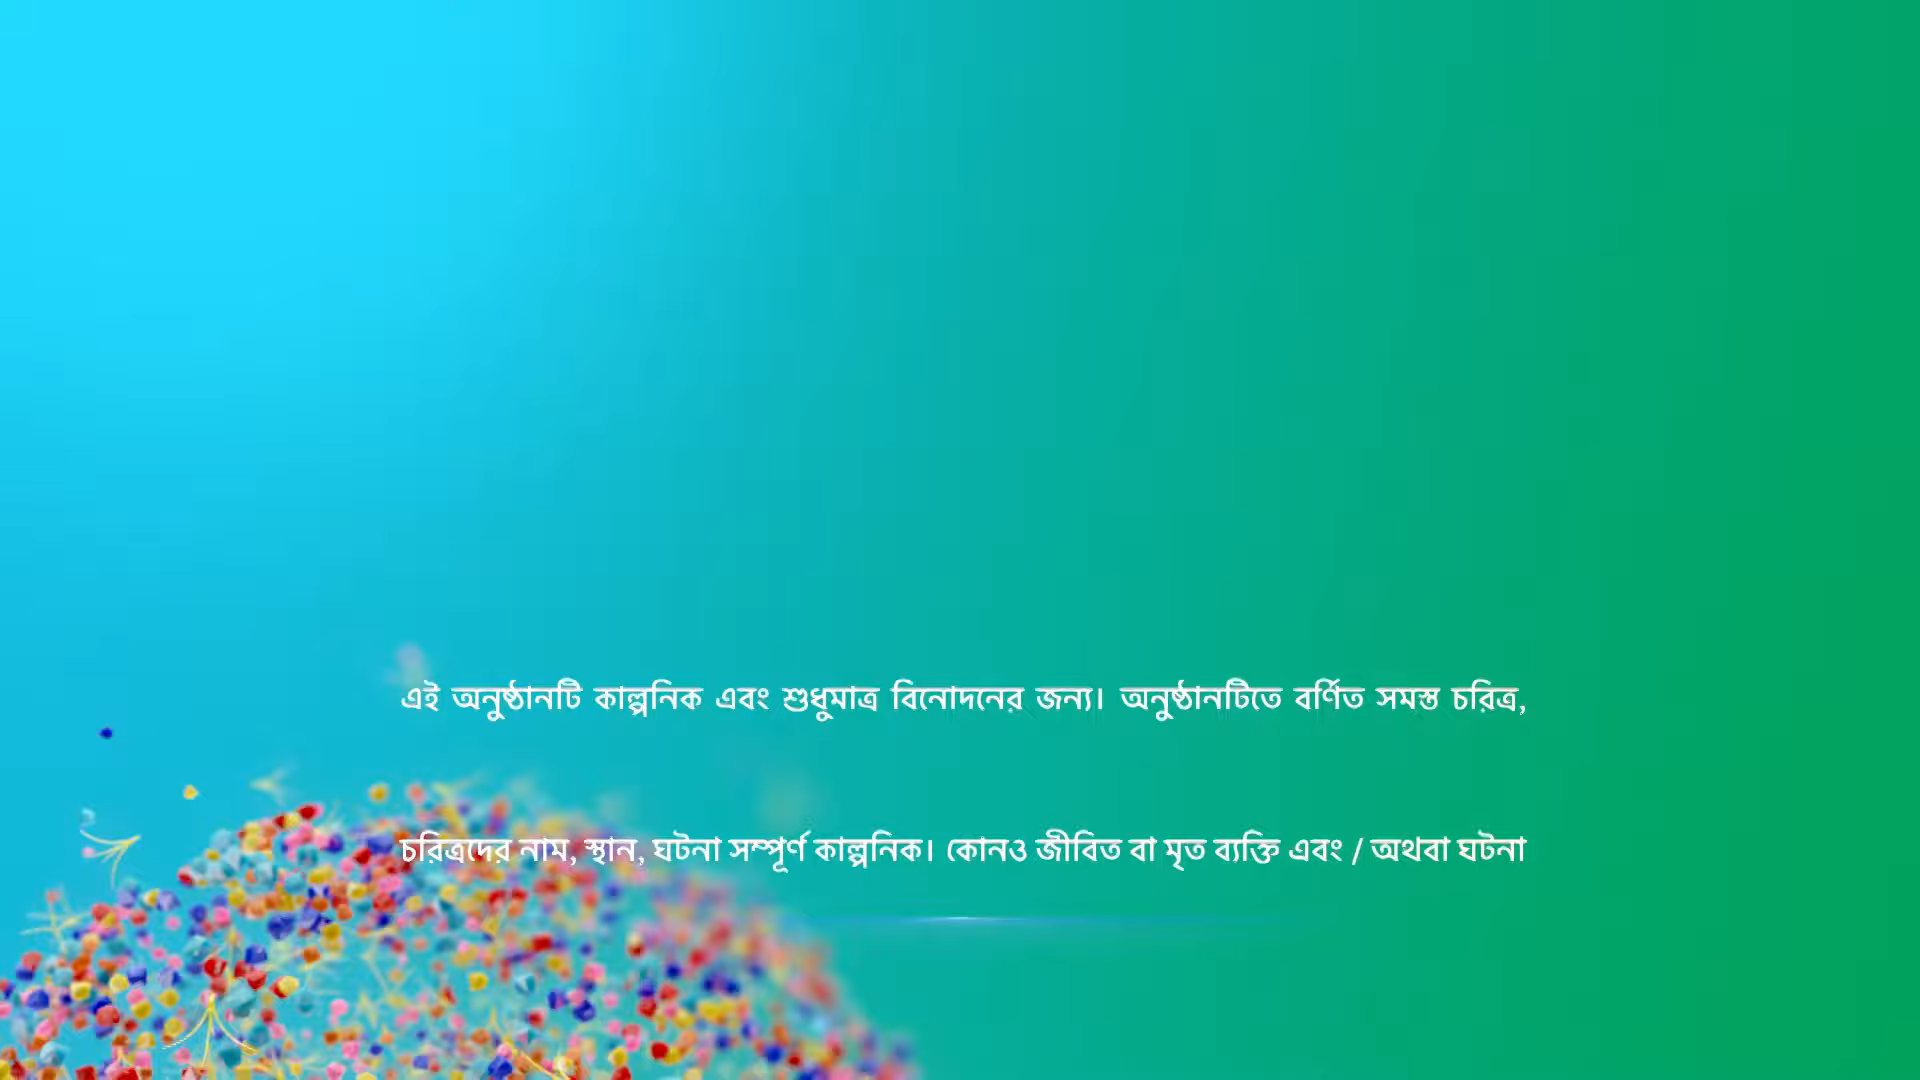 এই অনুষ্ঠানটি কাল্পনিক এবং শুধুমাত্র বিনোদনের জন্য। অনুষ্ঠানটিতে বর্ণিত সমস্ত চরিত্র,
চরিত্রদের নাম, স্থান, ঘটনা সম্পূর্ণ কাল্পনিক। কোনও জীবিত বা মৃত ব্যক্তি এবং / অথবা ঘটনা